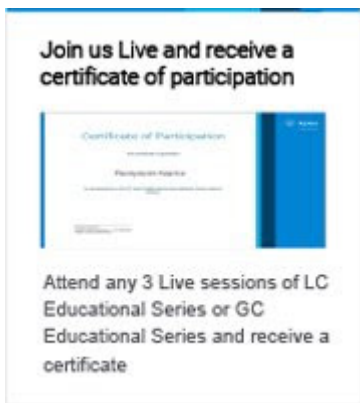 Join us Live and receive a
certificate of participation
Certificate of Participation
Attend any 3 Live sessions of LC
Educational Series or GC
Educational Series and receive a
certificate